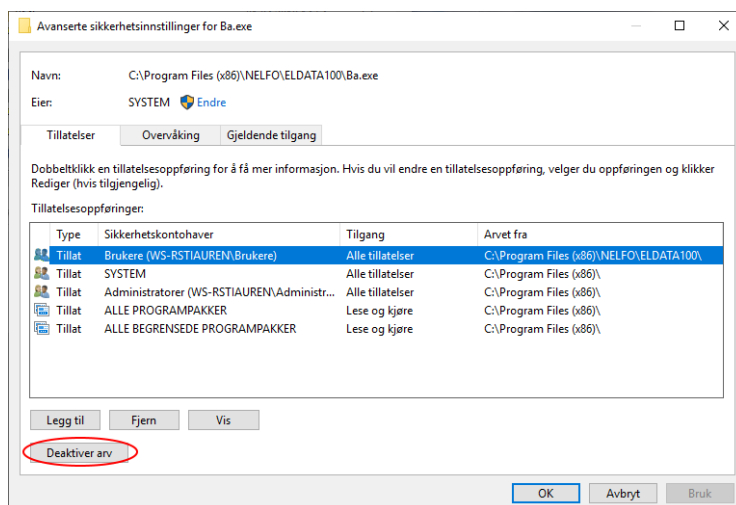 Avanserte sikkerhetsinnstillinger for Ba.exe
Navn: C:\Program Files (x86)\NELFO\ELDATA100\Ba.exe
Eier: SYSTEM Endre
Tillatelser Overvåking Gjeldende tilgang
Dobbeltklikk en tillatelsesoppføring for å få mer informasjon. Hvis du vil endre en tillatelsesoppføring, velger du oppføringen og klikker
Rediger (hvis tilgjengelig).
Tillatelsesoppføringer:
Type Sikkerhetskontohaver Tilgang Arvet fra
Tillat Brukere (WS-RSTIAUREN\Brukere) Alle tillatelser C:\Program Files (x86)\NELFO\ELDATA100\
Tillat SYSTEM Alle tillatelser C:\Program Files (x86)\
Tillat Administratorer (WS-RSTIAUREN\Administr... Alle tillatelser C:\Program Files (x86)\
Tillat ALLE PROGRAMPAKKER Lese og kjøre C:\Program Files (x86)\
Tillat ALLE BEGRENSEDE PROGRAMPAKKER Lese og kjøre C:\Program Files (x86)\
Legg til Fjern Vis
Deaktiver arv
OK Avbryt Bruk